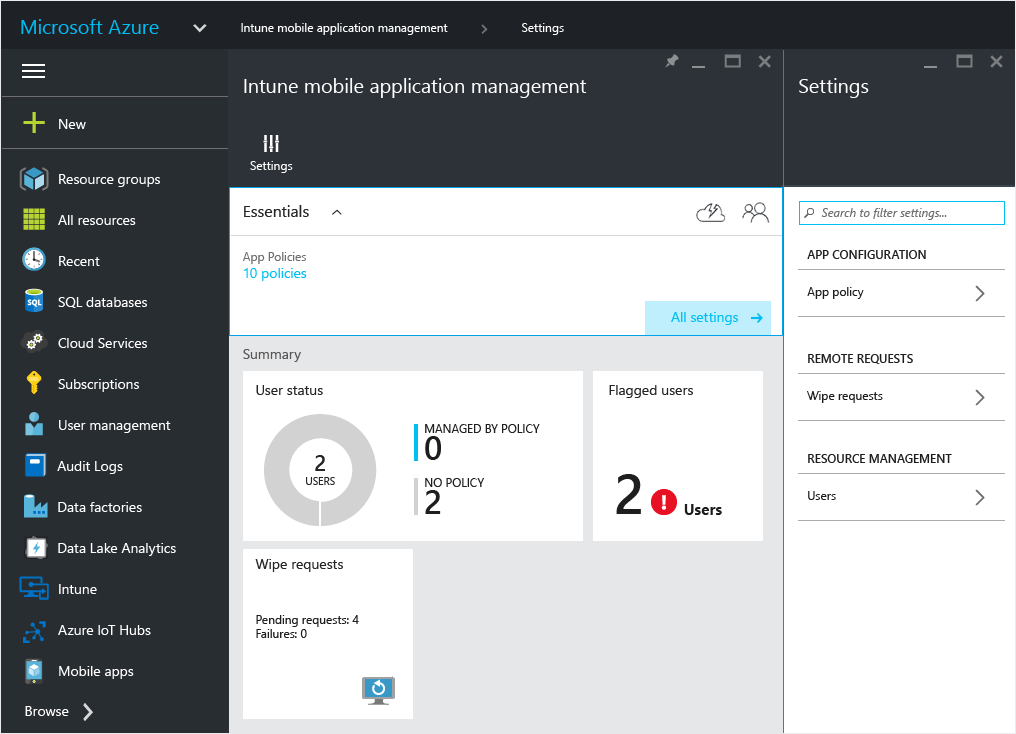 Microsoft Azure
Intune mobile application management
Settings
New
Resource groups
All resources
Recent
SQL
SQL databases
Cloud Services
Subscriptions
User management
Audit Logs
Data factories
Data Lake Analytics
Intune
Azure IoT Hubs
Mobile apps
Browse
Intune mobile application management
Settings
Essentials
App Policies
10 policies
All settings
Summary
User status
2
USERS
MANAGED BY POLICY
0
NO POLICY
2
Flagged users
2 ! Users
Wipe requests
Pending requests: 4
Failures: 0
Settings
Search to filter settings...
APP CONFIGURATION
App policy
REMOTE REQUESTS
Wipe requests
RESOURCE MANAGEMENT
Users